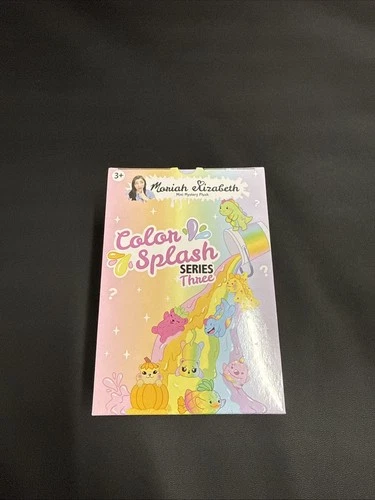 3+
Moriah Elizabeth
Mini Mystery Plush
Color
Splash
SERIES
Three
?
?
?